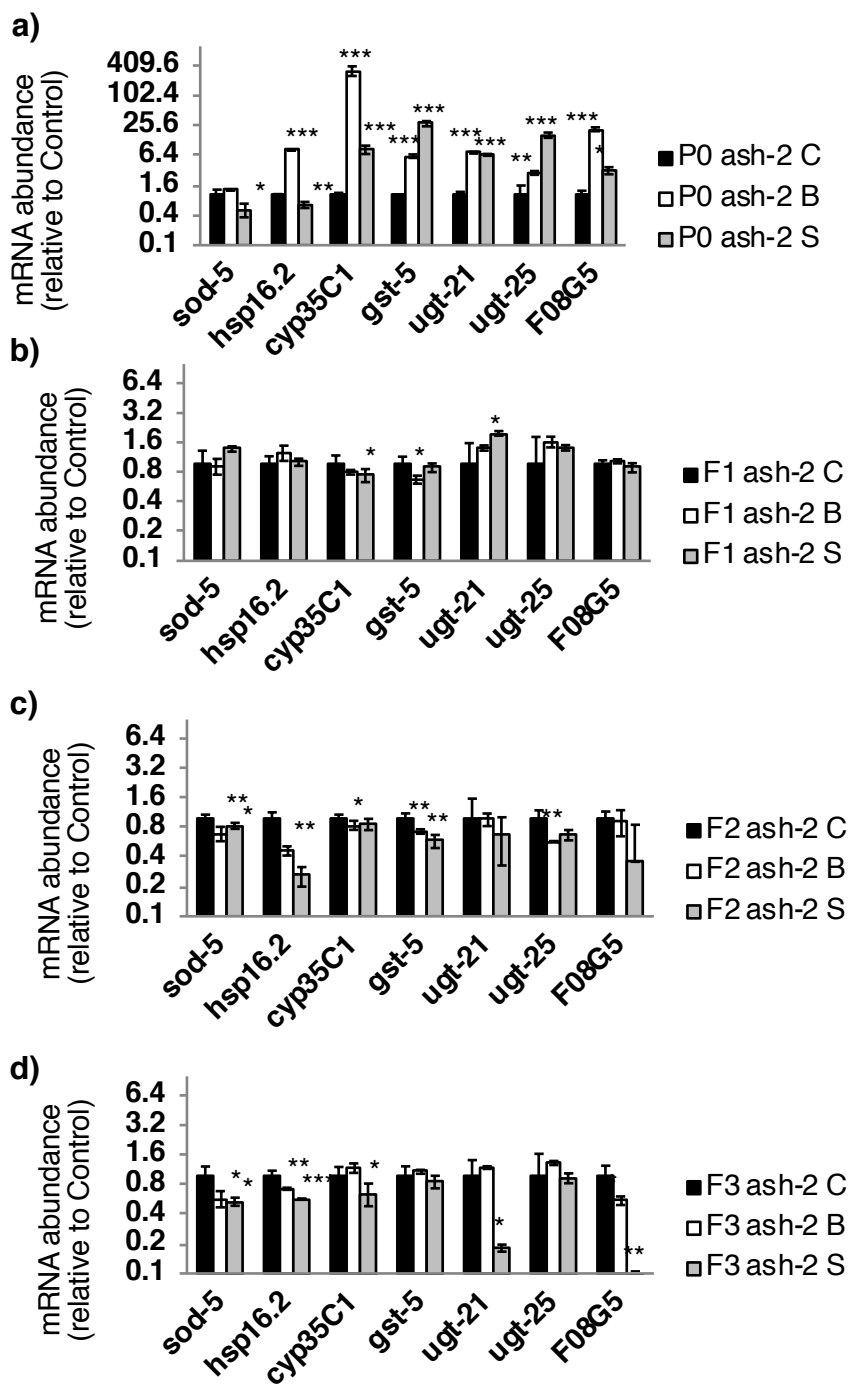 a)
mRNA abundance
(relative to Control)
409.6
102.4
25.6
6.4
1.6
0.4
0.1
* *** ** *** *** *** *** *** *** ** *** *** *
sod-5
hsp16.2
cyp35C1
gst-5
ugt-21
ugt-25
F08G5
P0 ash-2 C
P0 ash-2 B
P0 ash-2 S
b)
mRNA abundance
(relative to Control)
6.4
3.2
1.6
0.8
0.4
0.2
0.1
* * *
sod-5
hsp16.2
cyp35C1
gst-5
ugt-21
ugt-25
F08G5
F1 ash-2 C
F1 ash-2 B
F1 ash-2 S
c)
mRNA abundance
(relative to Control)
6.4
3.2
1.6
0.8
0.4
0.2
0.1
** * ** * ** ** **
sod-5
hsp16.2
cyp35C1
gst-5
ugt-21
ugt-25
F08G5
F2 ash-2 C
F2 ash-2 B
F2 ash-2 S
d)
mRNA abundance
(relative to Control)
6.4
3.2
1.6
0.8
0.4
0.2
0.1
* * ** *** * * **
sod-5
hsp16.2
cyp35C1
gst-5
ugt-21
ugt-25
F08G5
F3 ash-2 C
F3 ash-2 B
F3 ash-2 S